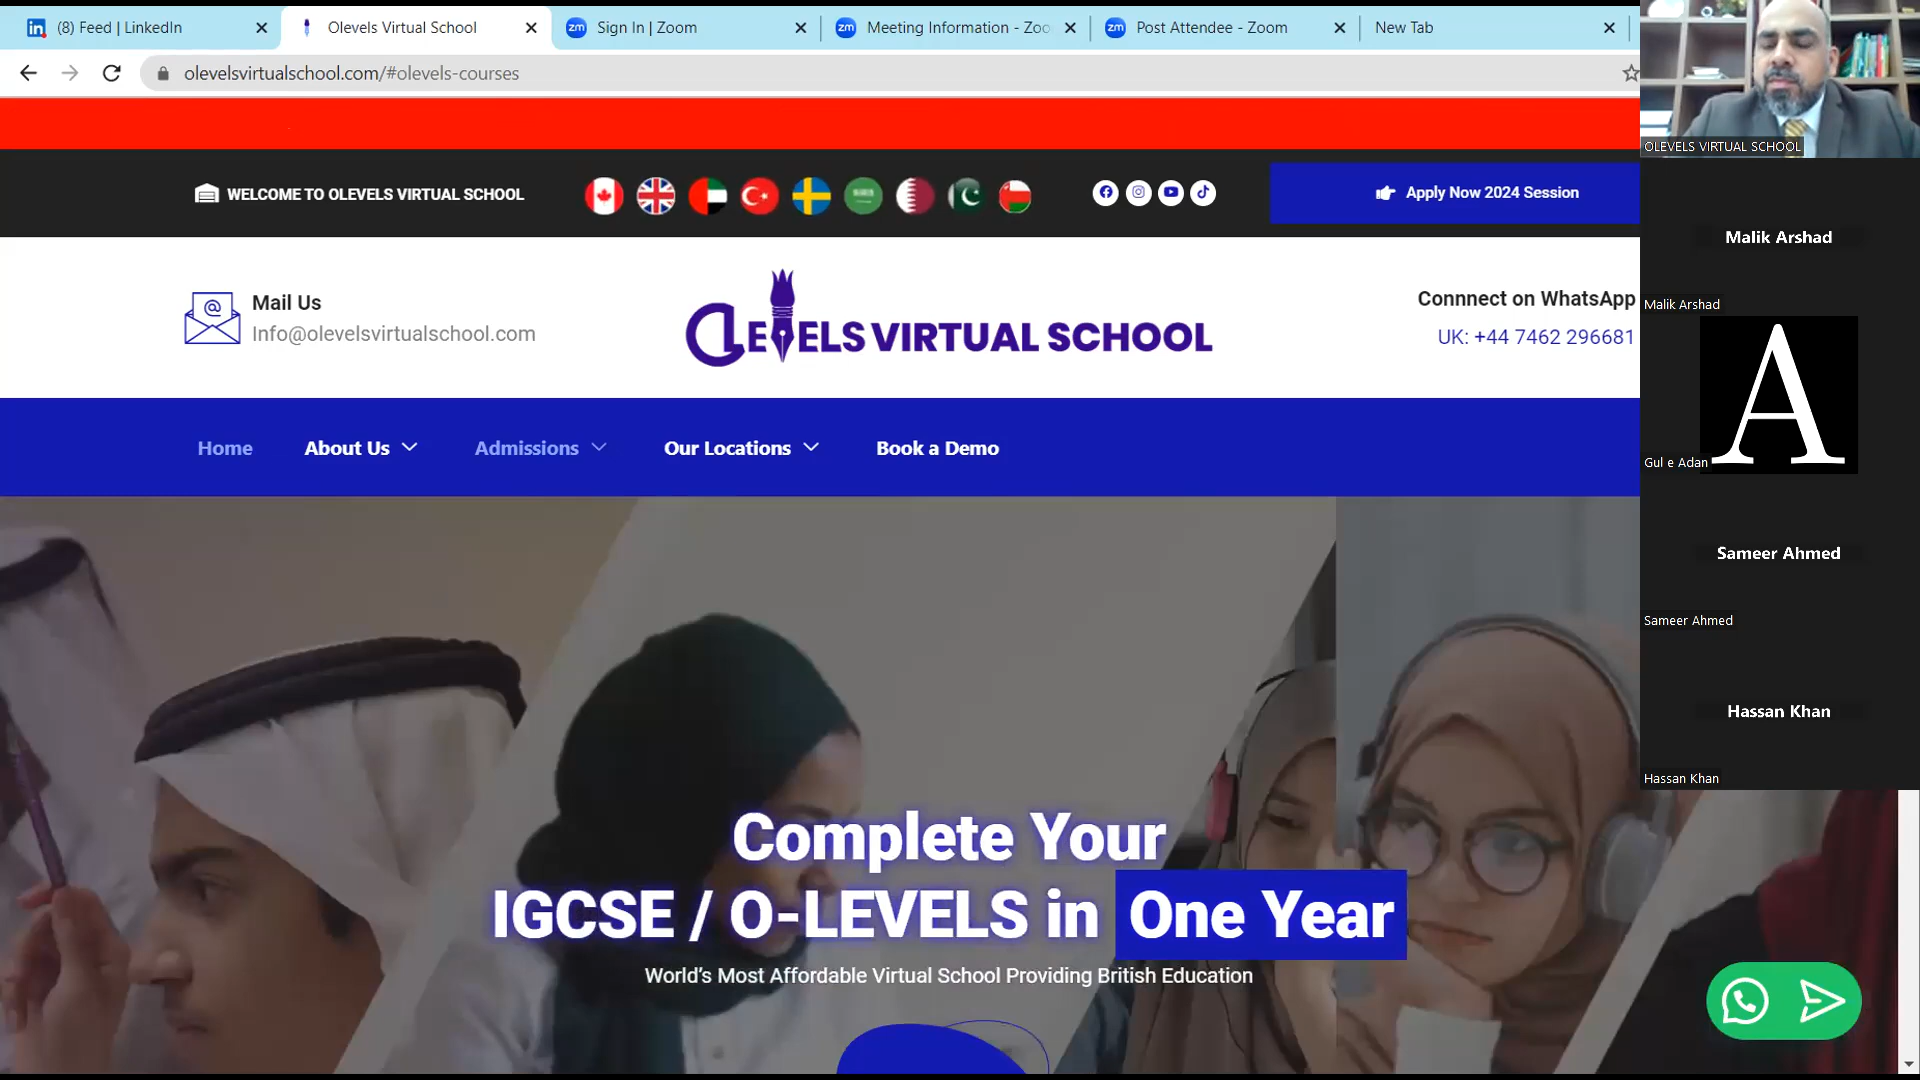 (8) Feed | LinkedIn
Olevels Virtual School
zm Sign In | Zoom
zm Meeting Information - Zoo
zm Post Attendee - Zoom
New Tab
olevelsvirtualschool.com/#olevels-courses
WELCOME TO OLEVELS VIRTUAL SCHOOL
Apply Now 2024 Session
Mail Us
Info@olevelsvirtualschool.com
OLEVELS VIRTUAL SCHOOL
Connnect on WhatsApp
UK: +44 7462 296681
Home
About Us
Admissions
Our Locations
Book a Demo
Complete Your
IGCSE / O-LEVELS in One Year
World's Most Affordable Virtual School Providing British Education
OLEVELS VIRTUAL SCHOOL
Malik Arshad
Malik Arshad
A
Gul e Adan
Sameer Ahmed
Sameer Ahmed
Hassan Khan
Hassan Khan